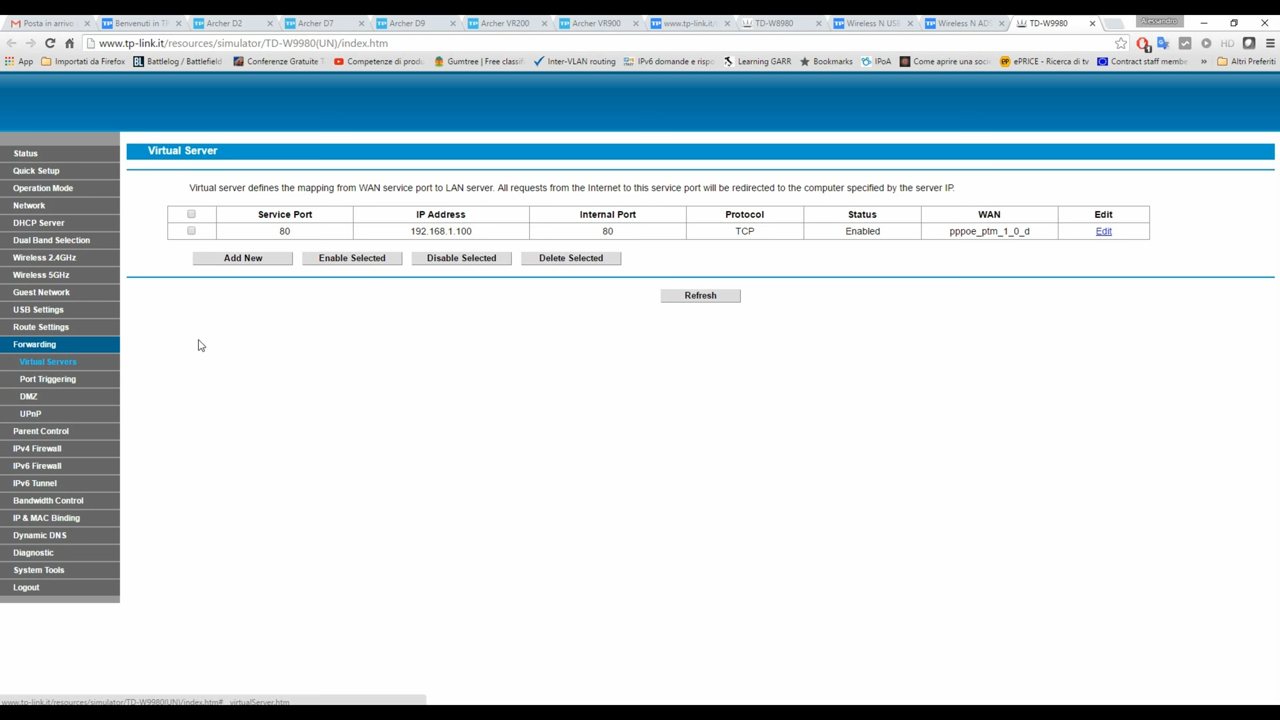 Posta in arrivo
Benvenuti in TP
Archer D2
Archer D7
Archer D9
Archer VR200
Archer VR900
www.tp-link.it/
TD-W8980
Wireless N USB
Wireless N ADS
TD-W9980
Alessandro
www.tp-link.it/resources/simulator/TD-W9980(UN)/index.htm
App
Importati da Firefox
Battlelog / Battlefield
Conferenze Gratuite
Competenze di prod
Gumtree | Free classif
Inter-VLAN routing
IPv6 domande e risp
Learning GARR
Bookmarks
IPoA
Come aprire una soci
ePRICE - Ricerca di tv
Contract staff membe
»
Altri Preferiti
Status
Quick Setup
Operation Mode
Network
DHCP Server
Dual Band Selection
Wireless 2.4GHz
Wireless 5GHz
Guest Network
USB Settings
Route Settings
Forwarding
Virtual Servers
Port Triggering
DMZ
UPnP
Parent Control
IPv4 Firewall
IPv6 Firewall
IPv6 Tunnel
Bandwidth Control
IP & MAC Binding
Dynamic DNS
Diagnostic
System Tools
Logout
Virtual Server
Virtual server defines the mapping from WAN service port to LAN server. All requests from the Internet to this service port will be redirected to the computer specified by the server IP.
Service Port IP Address Internal Port Protocol Status WAN Edit
80 192.168.1.100 80 TCP Enabled pppoe_ptm_1_0_d Edit
Add New Enable Selected Disable Selected Delete Selected
Refresh
www.tp-link.it/resources/simulator/TD-W9980(UN)/index.htm#__virtualServer.htm